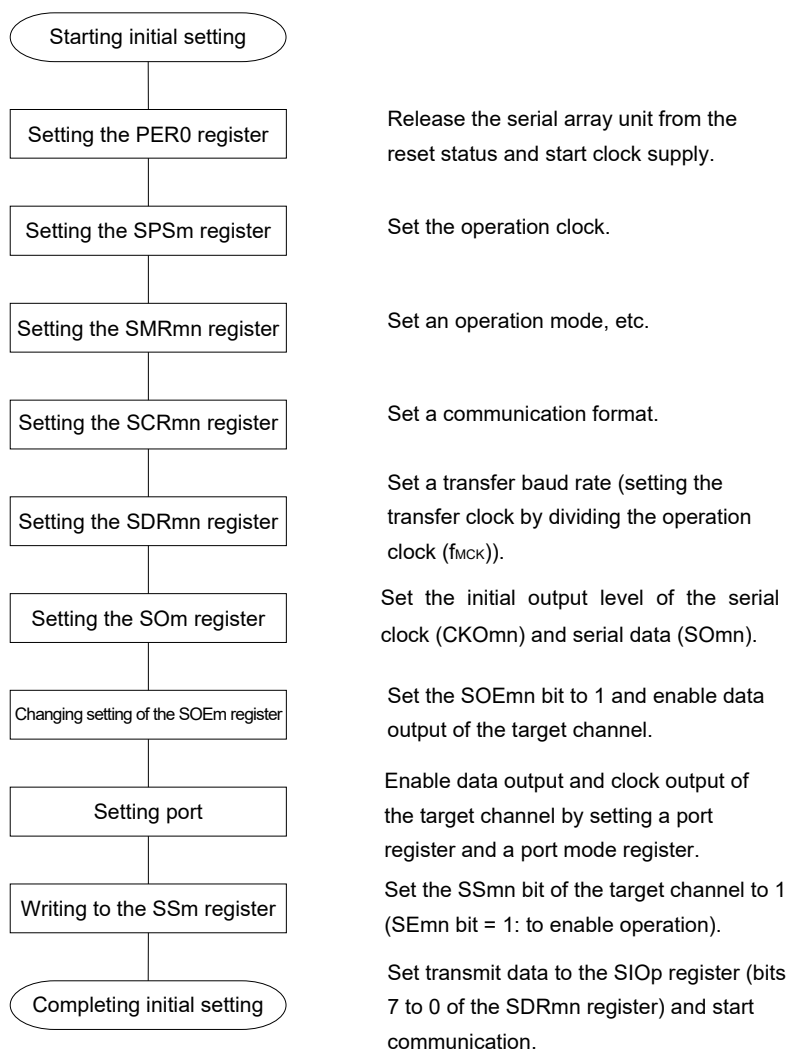 Starting initial setting
Setting the PER0 register
Release the serial array unit from the
reset status and start clock supply.
Setting the SPSm register
Set the operation clock.
Setting the SMRmn register
Set an operation mode, etc.
Setting the SCRmn register
Set a communication format.
Setting the SDRmn register
Set a transfer baud rate (setting the
transfer clock by dividing the operation
clock (fMCK)).
Setting the SOm register
Set the initial output level of the serial
clock (CKOmn) and serial data (SOmn).
Changing setting of the SOEm register
Set the SOEmn bit to 1 and enable data
output of the target channel.
Setting port
Enable data output and clock output of
the target channel by setting a port
register and a port mode register.
Writing to the SSm register
Set the SSmn bit of the target channel to 1
(SEmn bit = 1: to enable operation).
Completing initial setting
Set transmit data to the SIOp register (bits
7 to 0 of the SDRmn register) and start
communication.